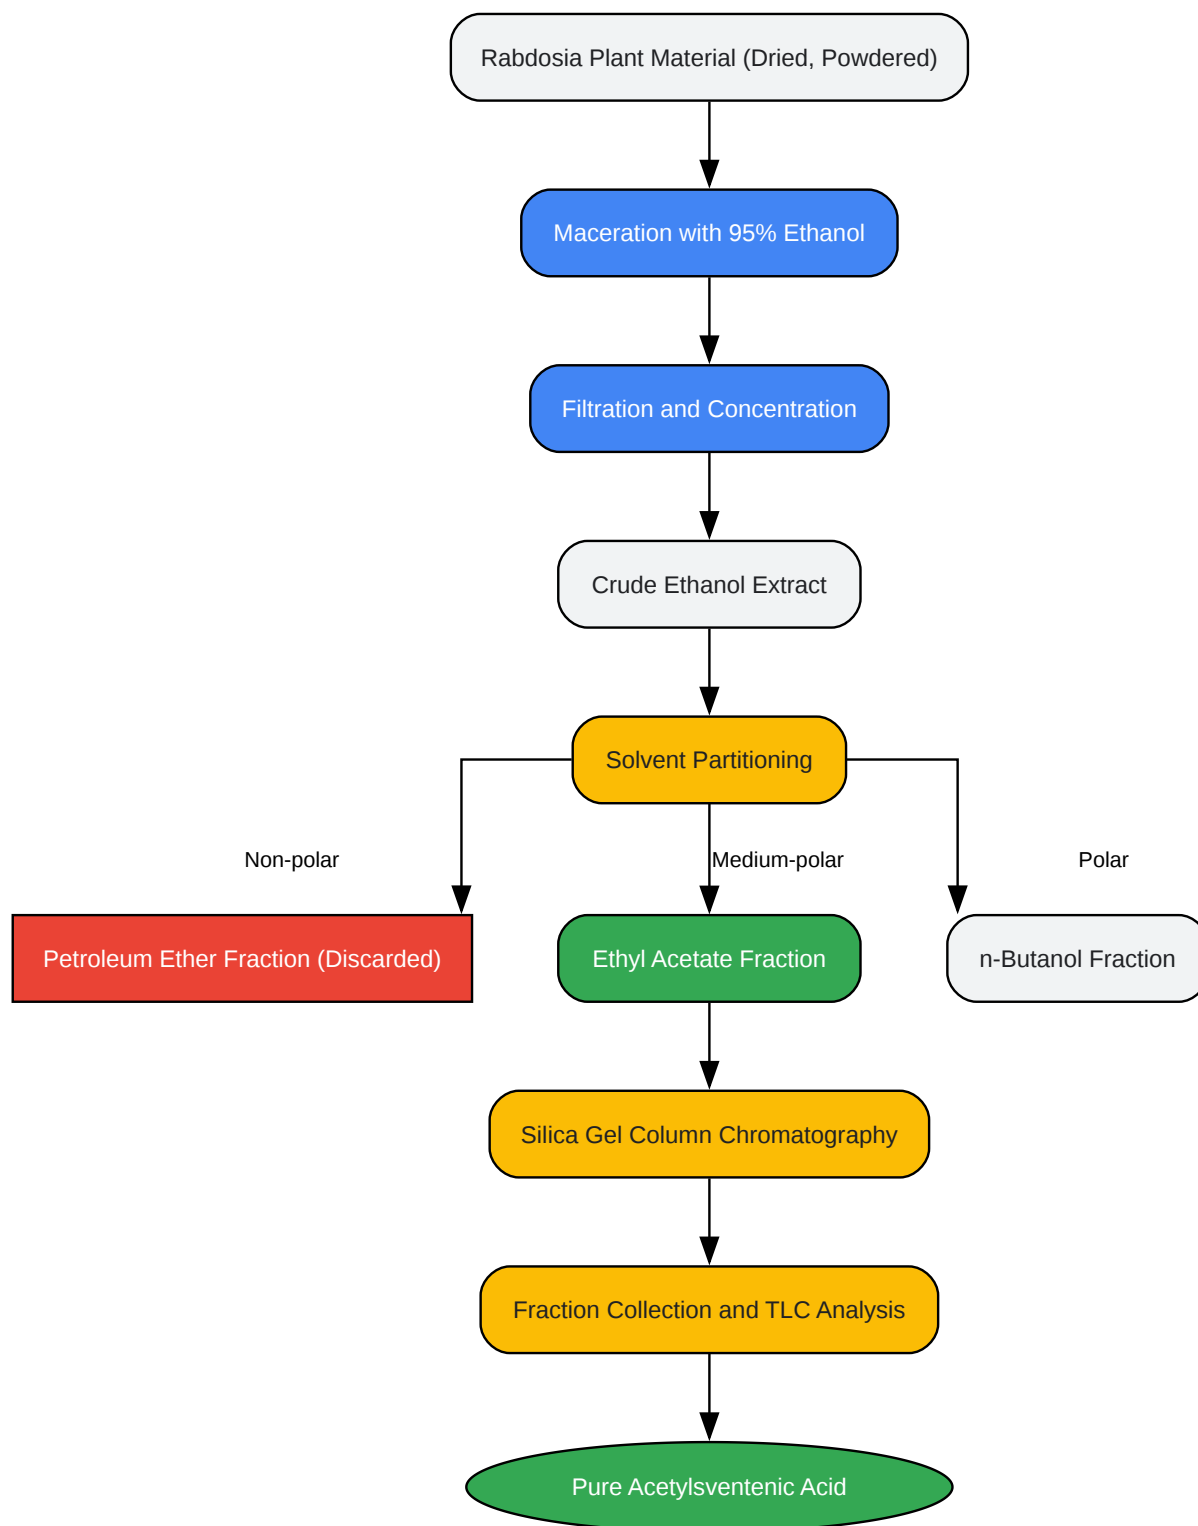 Rabdosia Plant Material (Dried, Powdered)
Maceration with 95% Ethanol
Filtration and Concentration
Crude Ethanol Extract
Solvent Partitioning
Non-polar
Medium-polar
Polar
Petroleum Ether Fraction (Discarded)
Ethyl Acetate Fraction
n-Butanol Fraction
Silica Gel Column Chromatography
Fraction Collection and TLC Analysis
Pure Acetylsventenic Acid